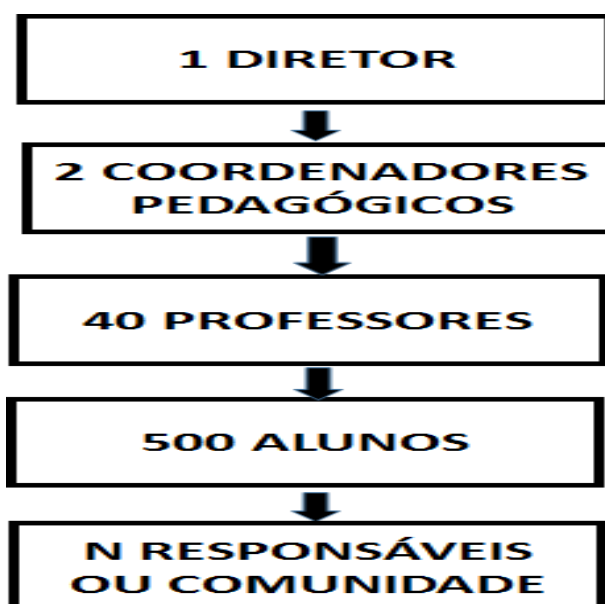 1 DIRETOR
2 COORDENADORES
PEDAGÓGICOS
40 PROFESSORES
500 ALUNOS
N RESPONSÁVEIS
OU COMUNIDADE